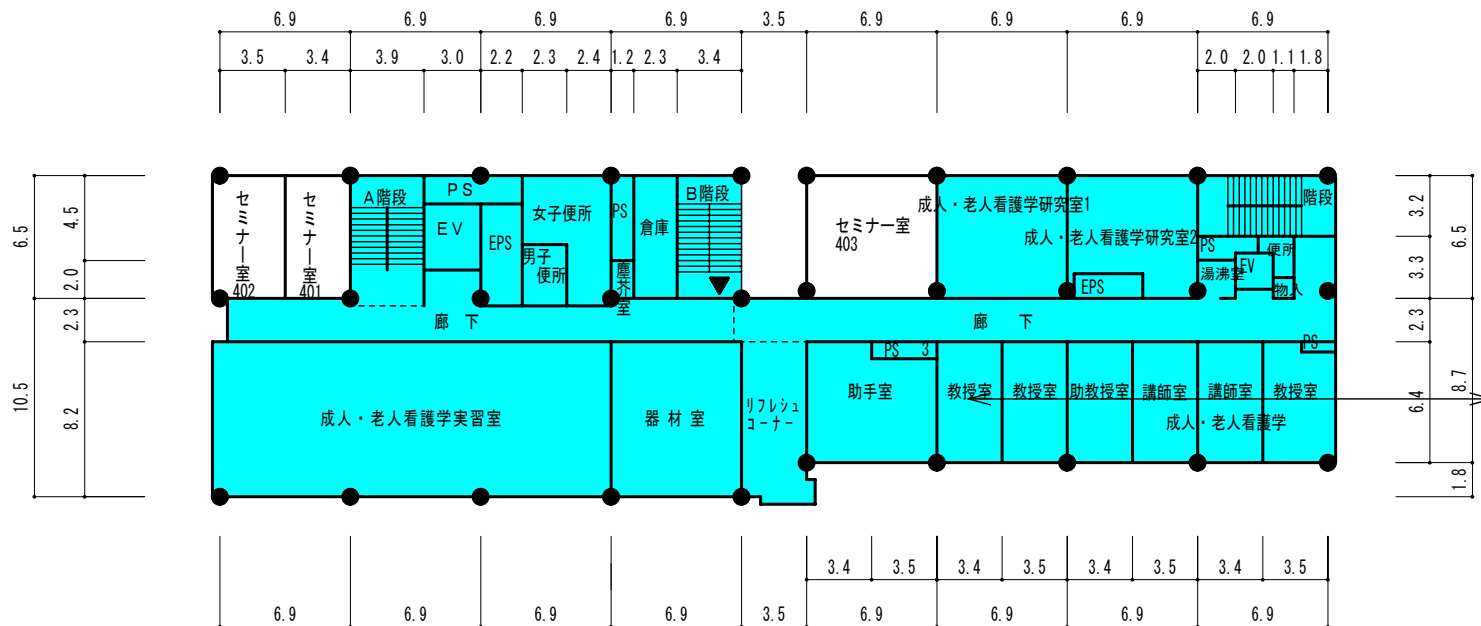 6.9 6.9 6.9 6.9 3.5 6.9 6.9 6.9 6.9
3.5 3.4 3.9 3.0 2.2 2.3 2.4 1.2 2.3 3.4 2.0 2.0 1.1 1.8
6.5
4.5
2.0
2.3
10.5
8.2
セミナー室
402
セミナー室
401
A階段
PS
EV
EPS
女子便所
男子
便所
PS
塵芥室
倉庫
B階段
セミナー室
403
成人・老人看護学研究室1
成人・老人看護学研究室2
EPS
階段
PS
湯沸室
EV
便所
物入
廊 下
廊 下
成人・老人看護学実習室
器材室
リフレシュ
コーナー
PS 3
助手室
教授室
教授室
助教授室
講師室
講師室
教授室
PS
成人・老人看護学
3.2
3.3
6.5
2.3
6.4
8.7
1.8
3.4 3.5 3.4 3.5 3.4 3.5 3.4 3.5
6.9 6.9 6.9 6.9 3.5 6.9 6.9 6.9 6.9